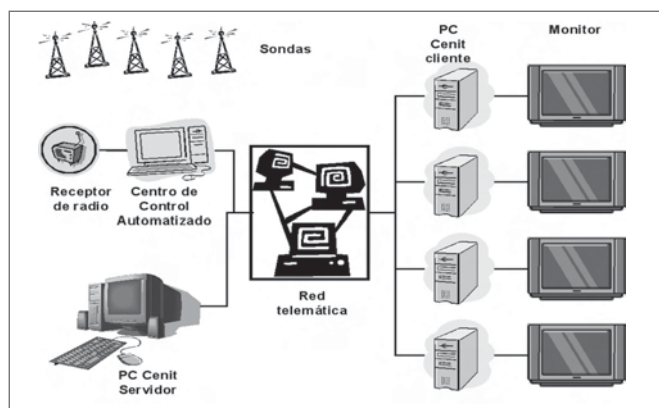 Sondas
PC
Cenit
cliente
Monitor
Receptor
de radio
Centro de
Control
Automatizado
Red
telemática
PC Cenit
Servidor